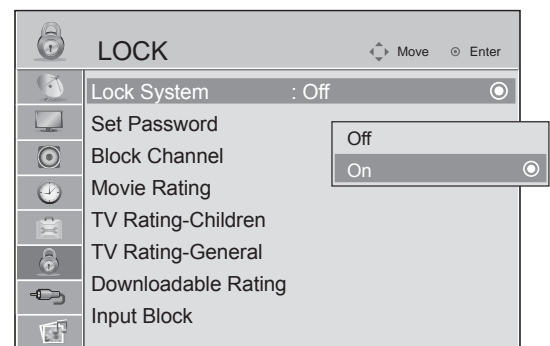 LOCK
Move
Enter
Lock System : Off
Set Password
Off
Block Channel
On
Movie Rating
TV Rating-Children
TV Rating-General
Downloadable Rating
Input Block